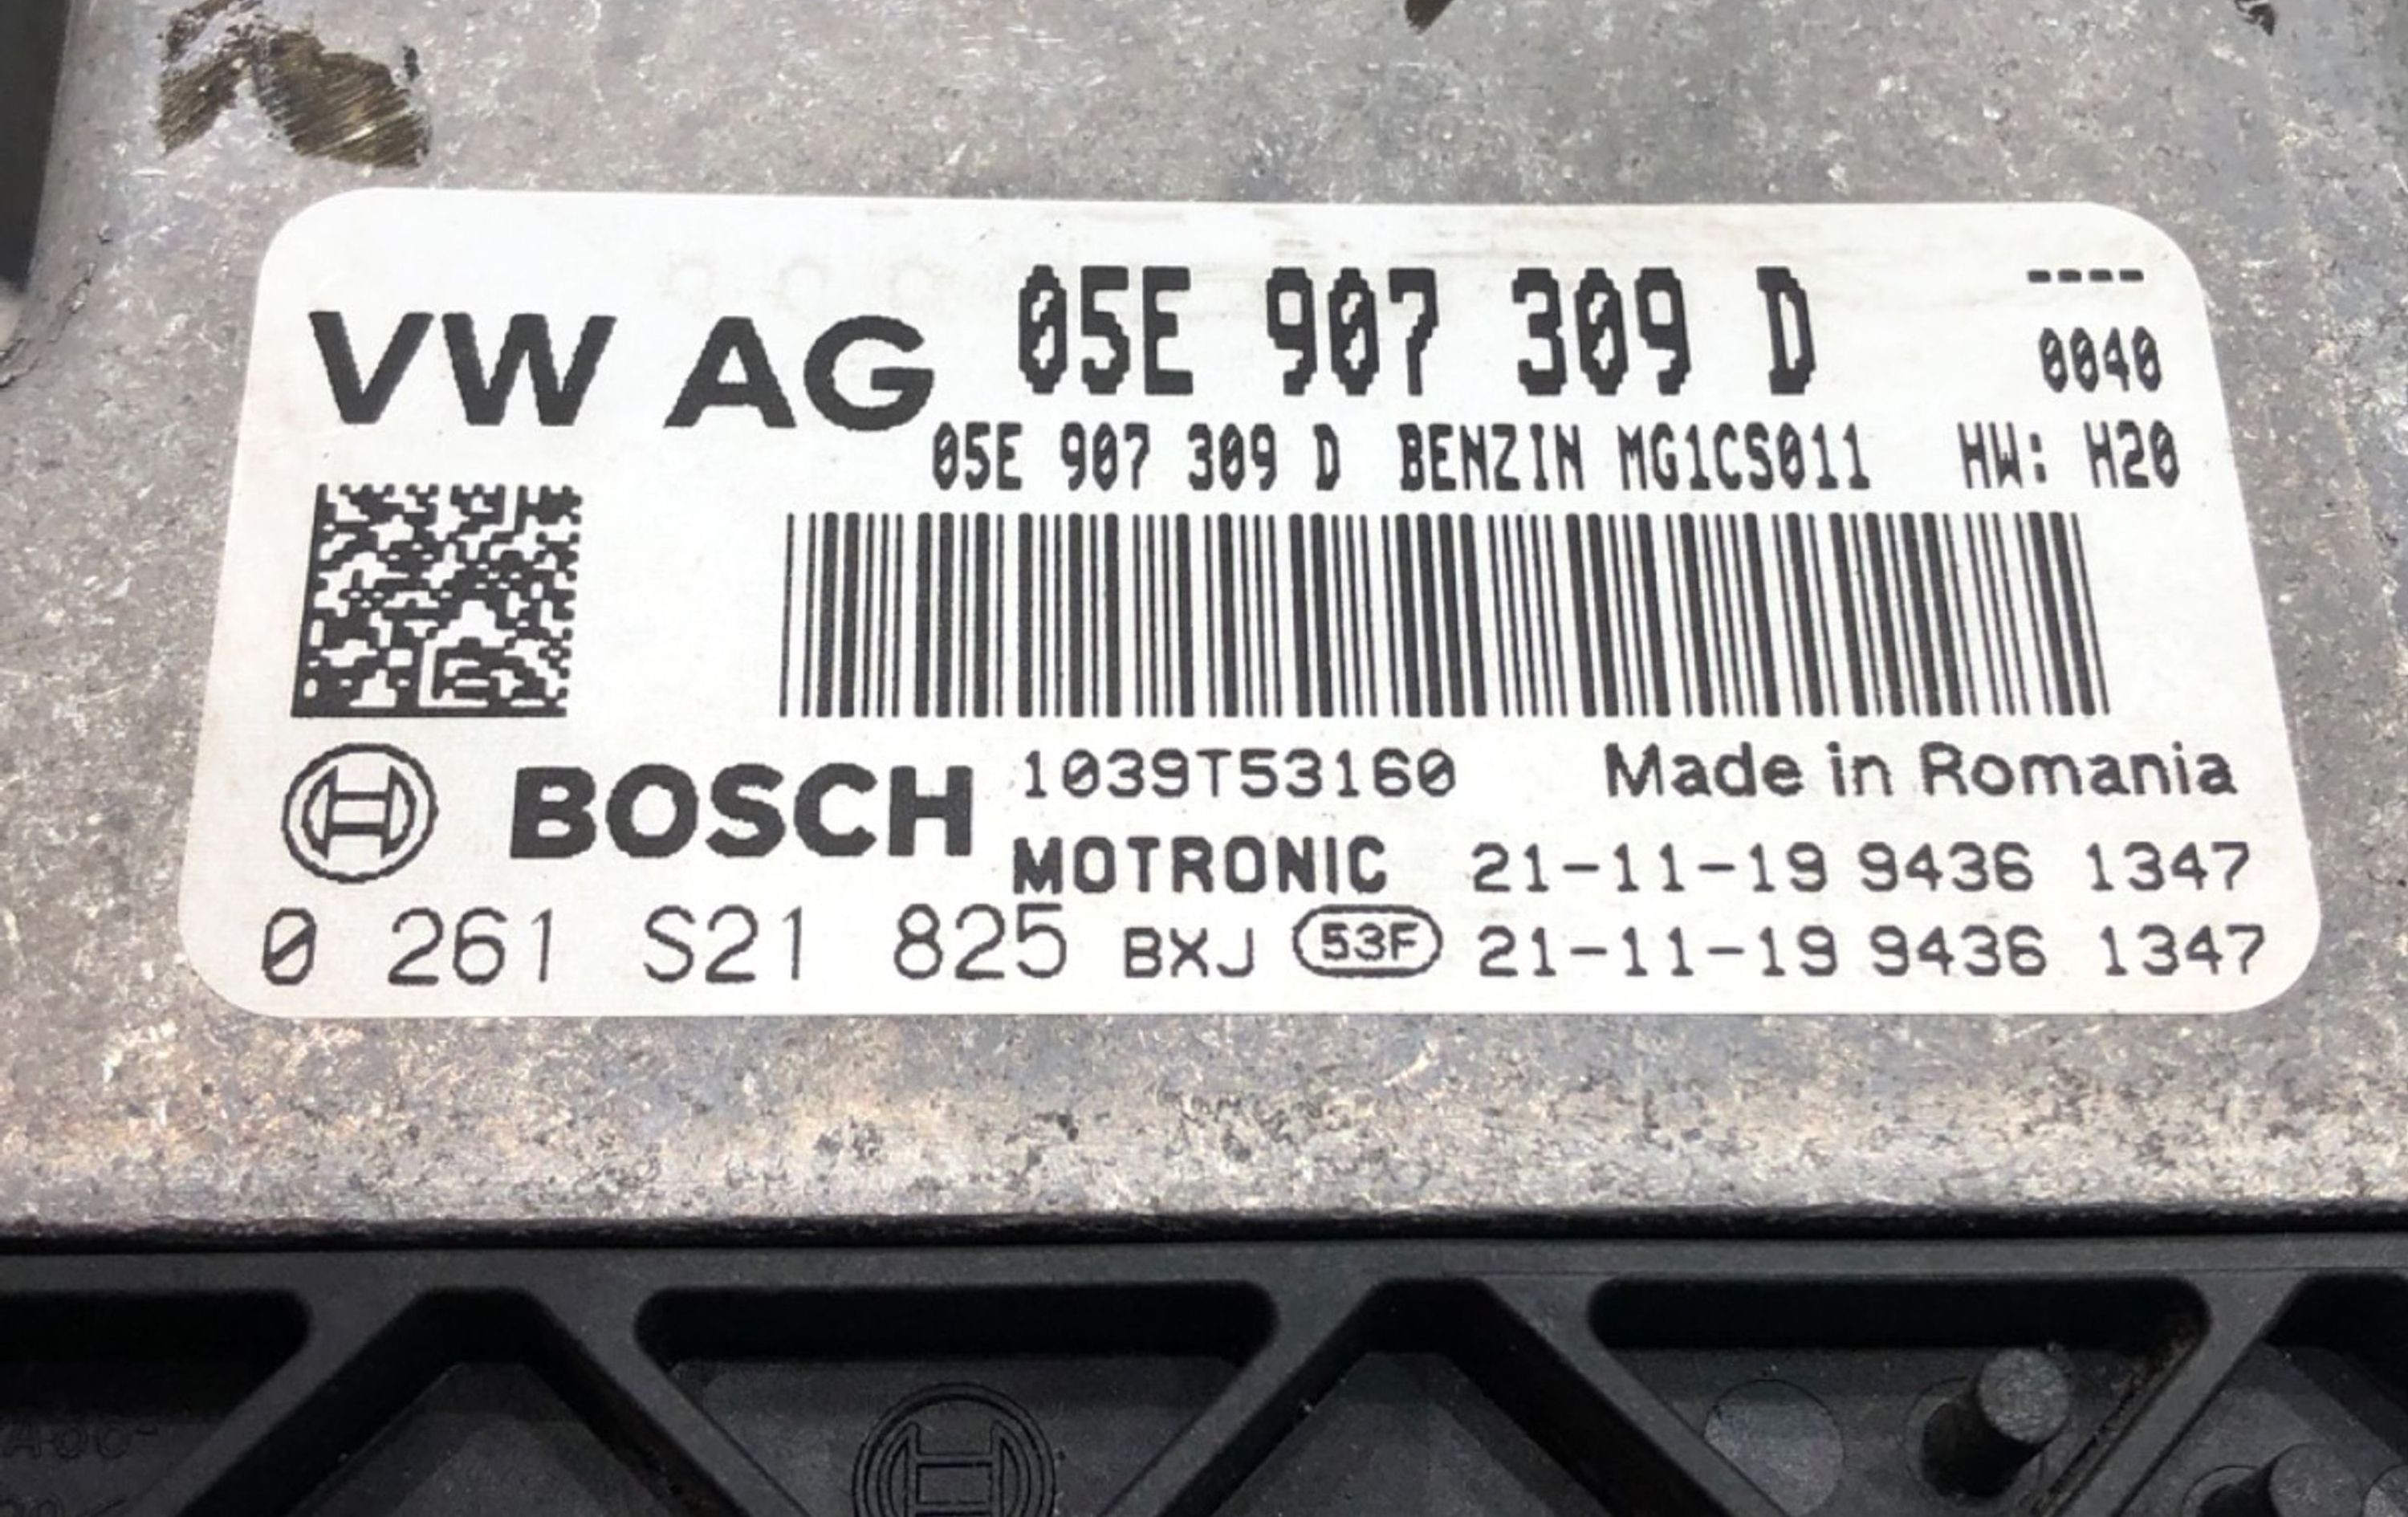 VW AG 05E 907 309 D ----
0040
05E 907 309 D BENZIN MG1CS011 HW: H20
BOSCH 1039T53160 Made in Romania
MOTRONIC 21-11-19 9436 1347
0 261 S21 825 BXJ 53F 21-11-19 9436 1347